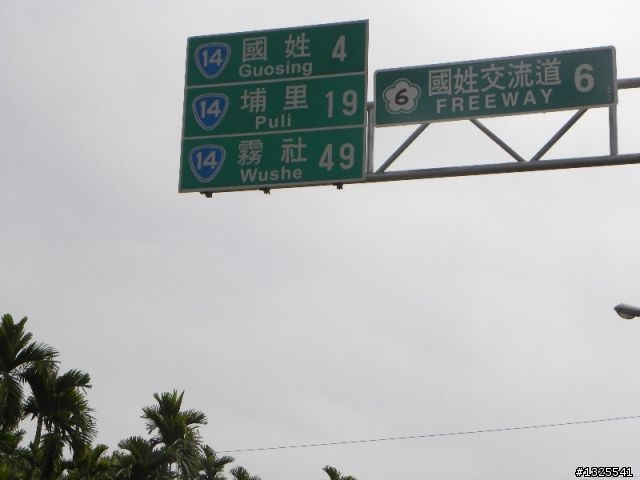 14 國姓 4
Guosing
14 埔里 19
Puli
14 霧社 49
Wushe
6 國姓交流道 6
FREEWAY
#1325541